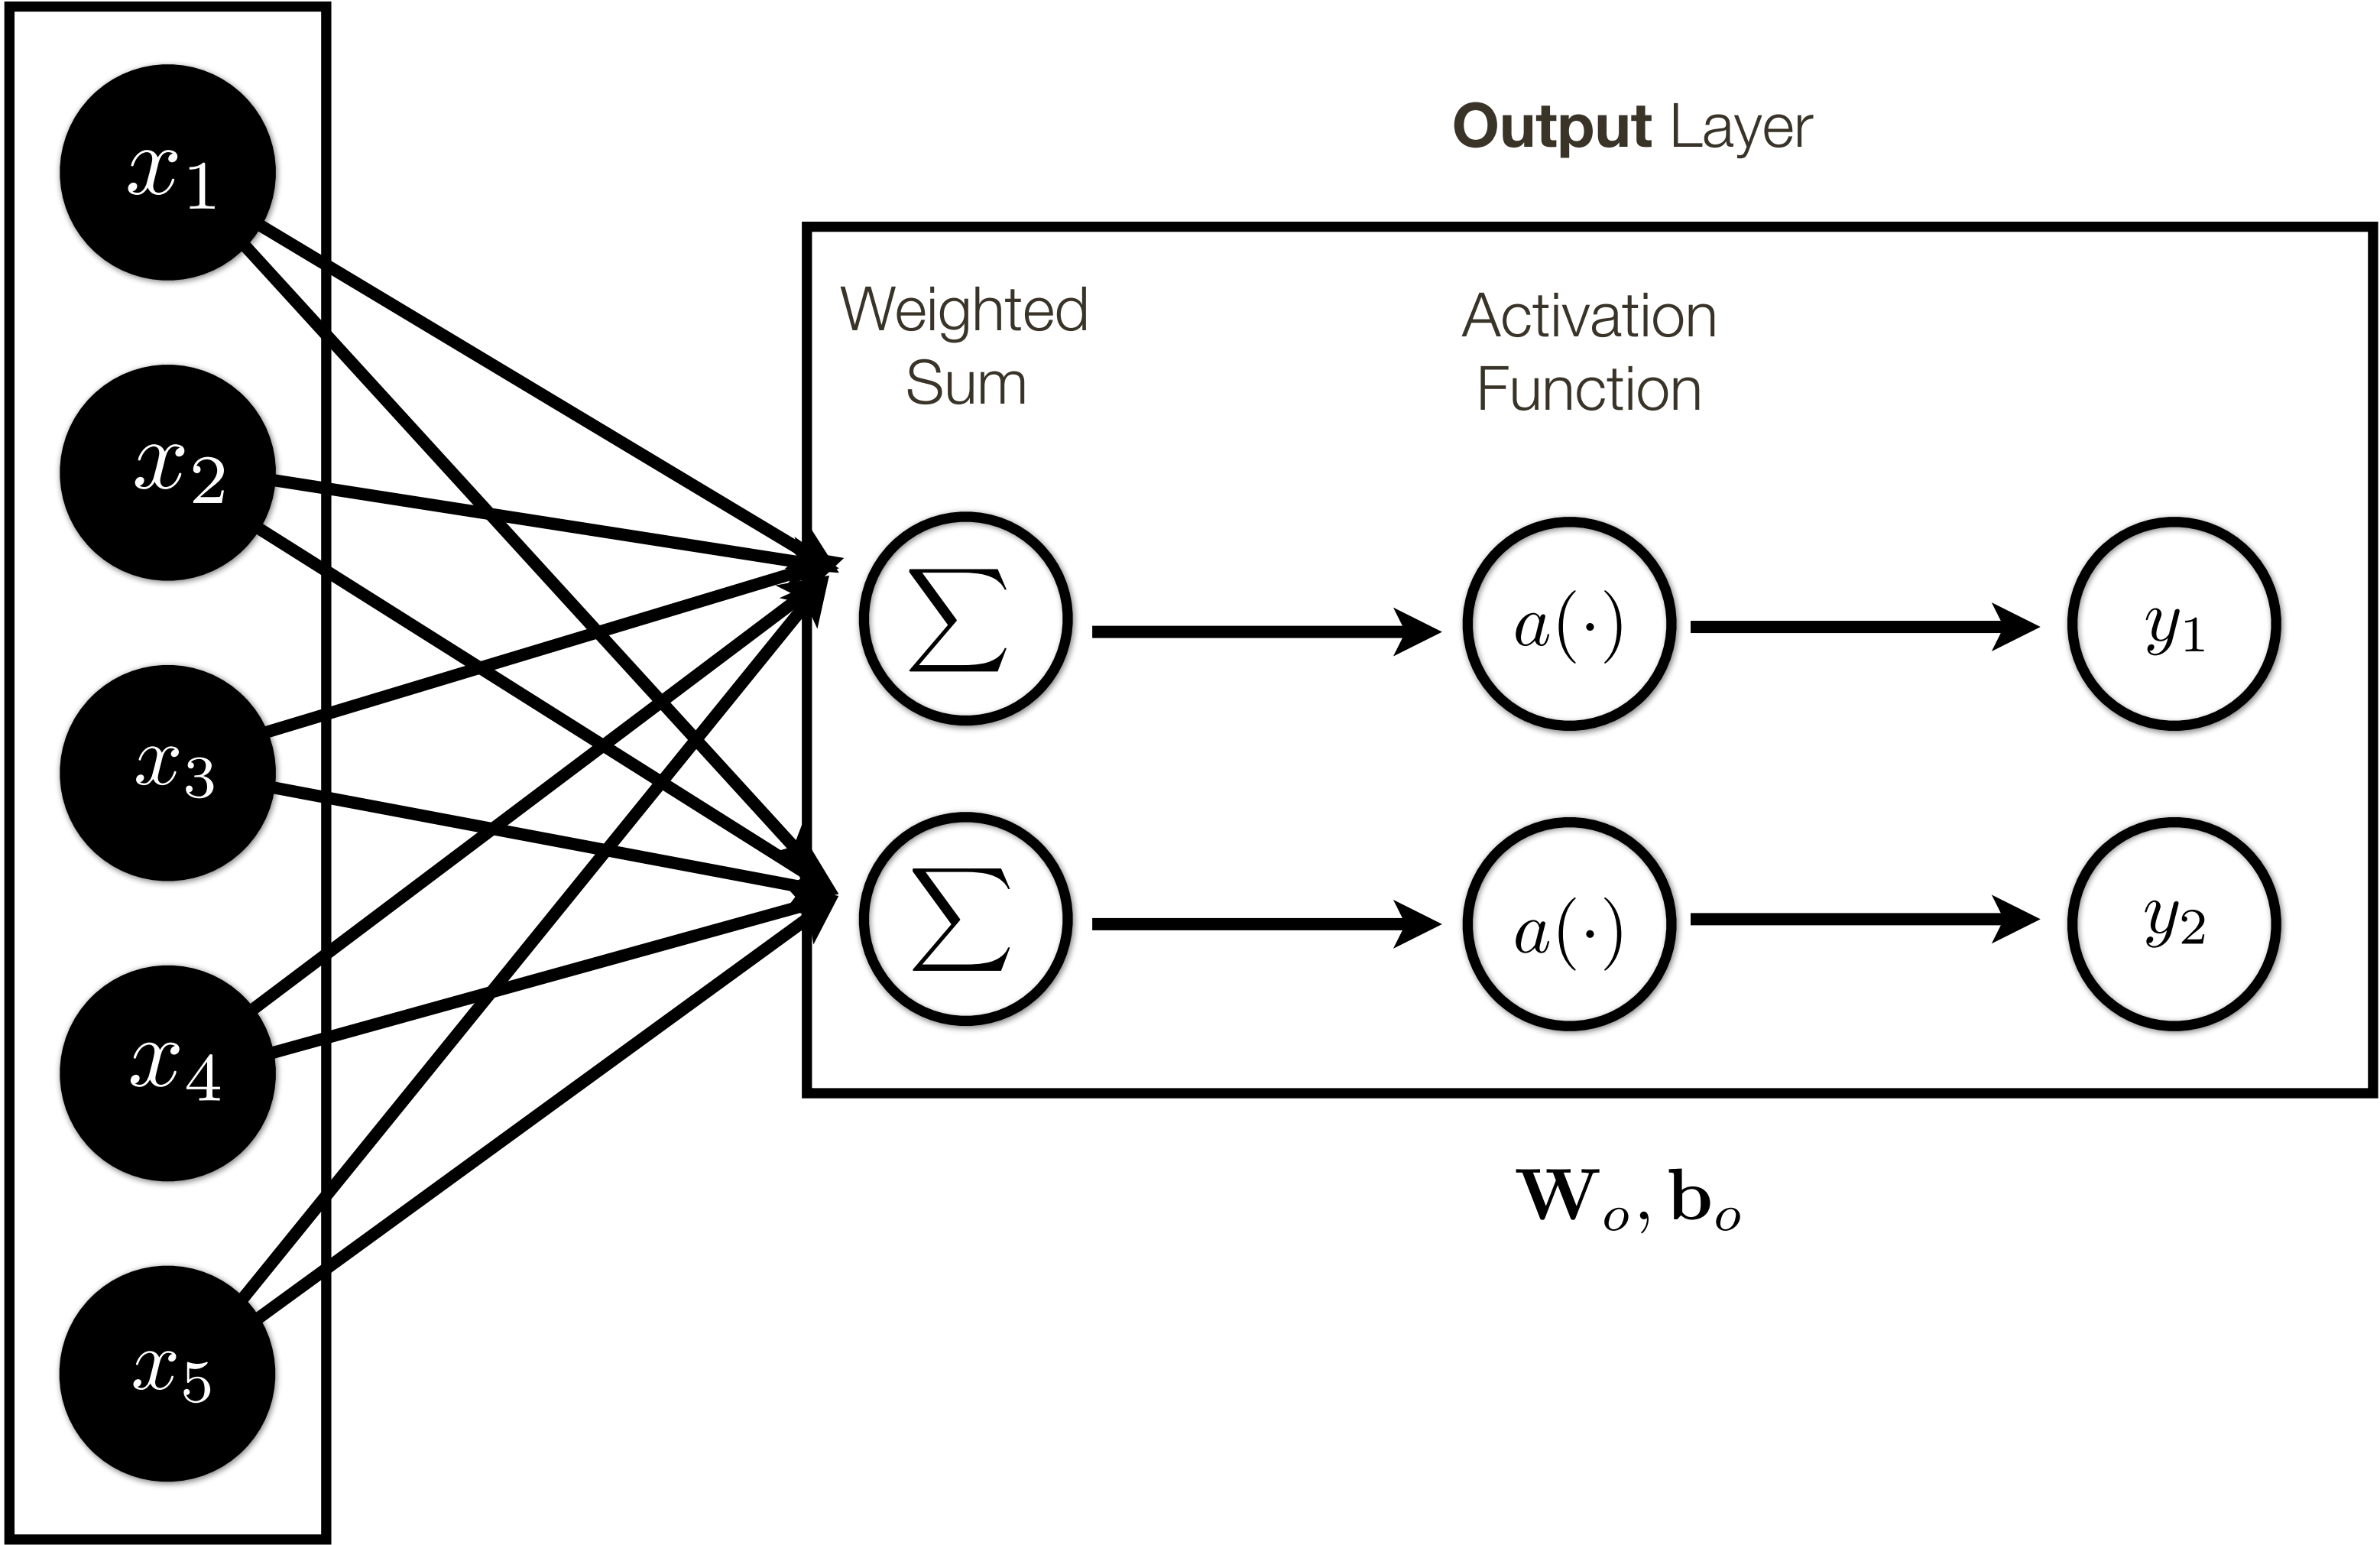 x1
x2
x3
x4
x5
Output Layer
Weighted
Sum
Activation
Function
∑
a(·)
y1
∑
a(·)
y2
Wo, bo